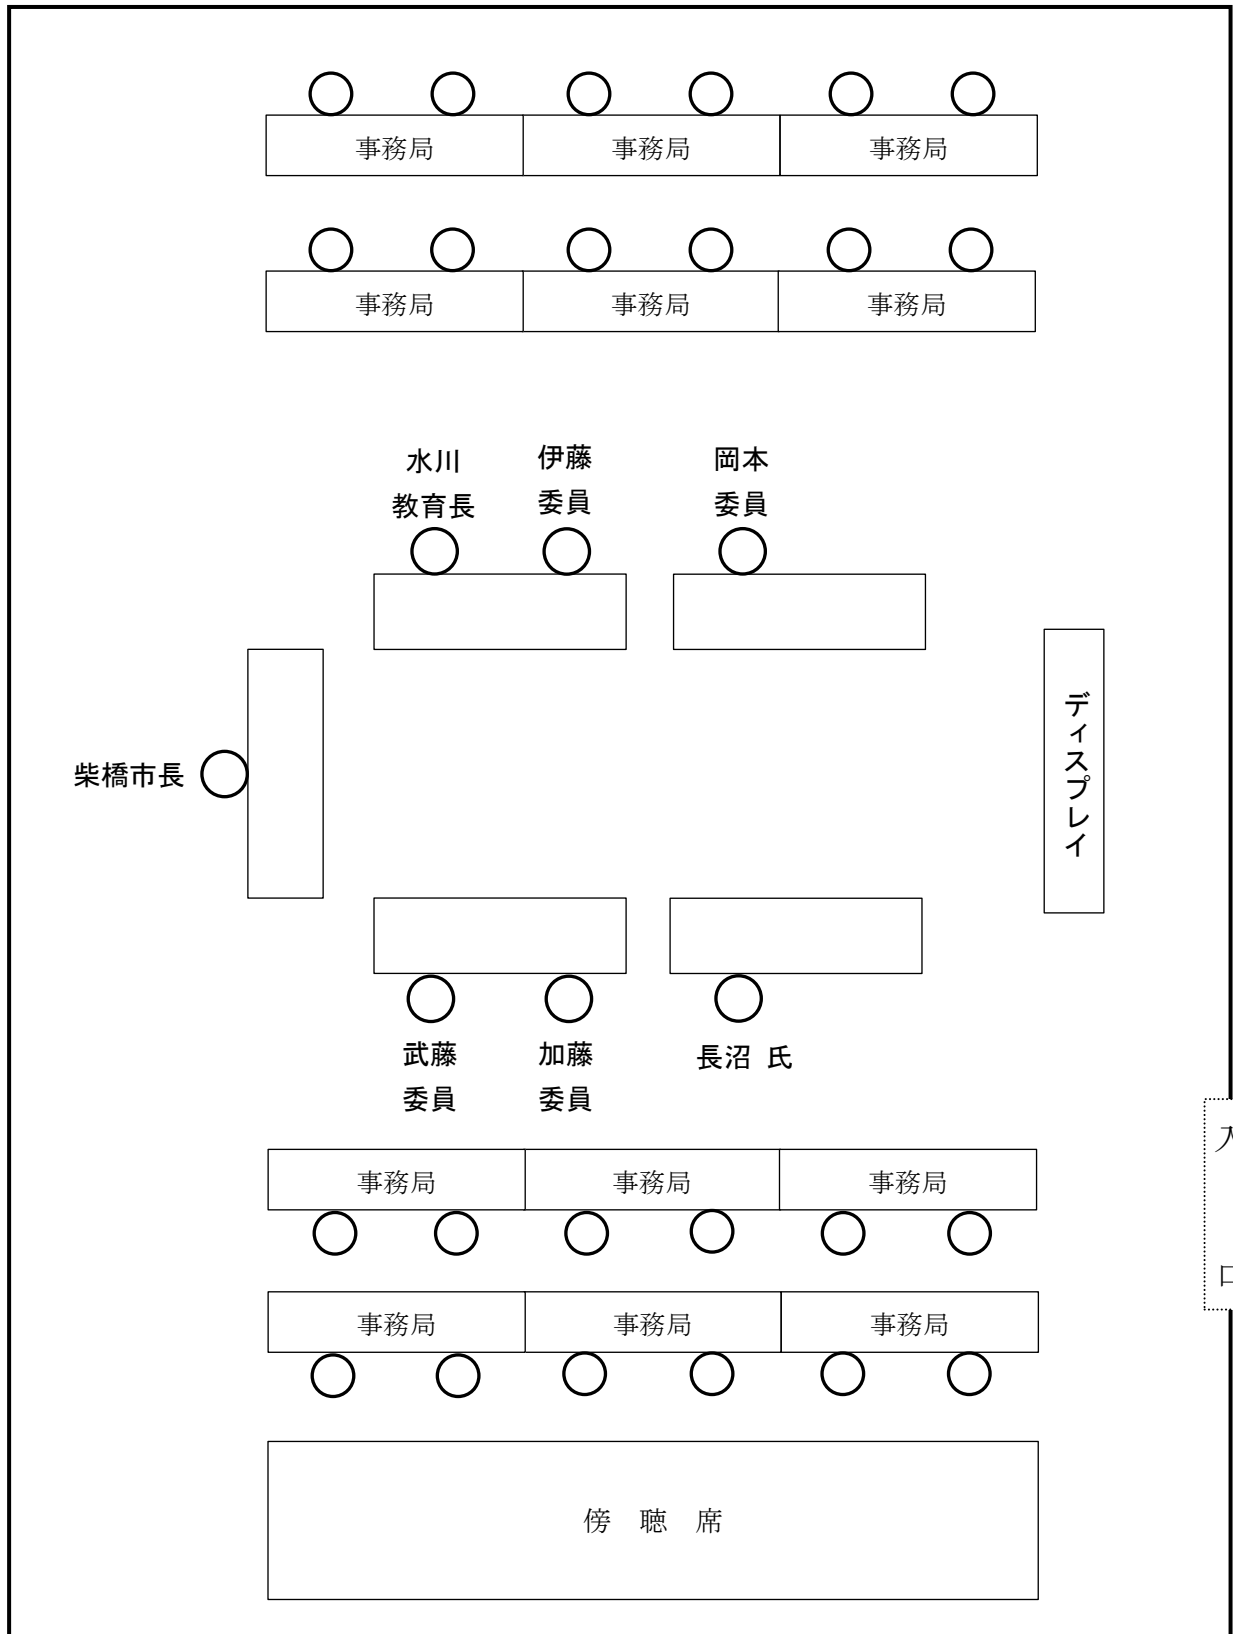 事務局 事務局 事務局
事務局 事務局 事務局
水川
教育長
伊藤
委員
岡本
委員
柴橋市長
ディスプレイ
武藤
委員
加藤
委員
長沼 氏
入
口
事務局 事務局 事務局
事務局 事務局 事務局
傍 聴 席